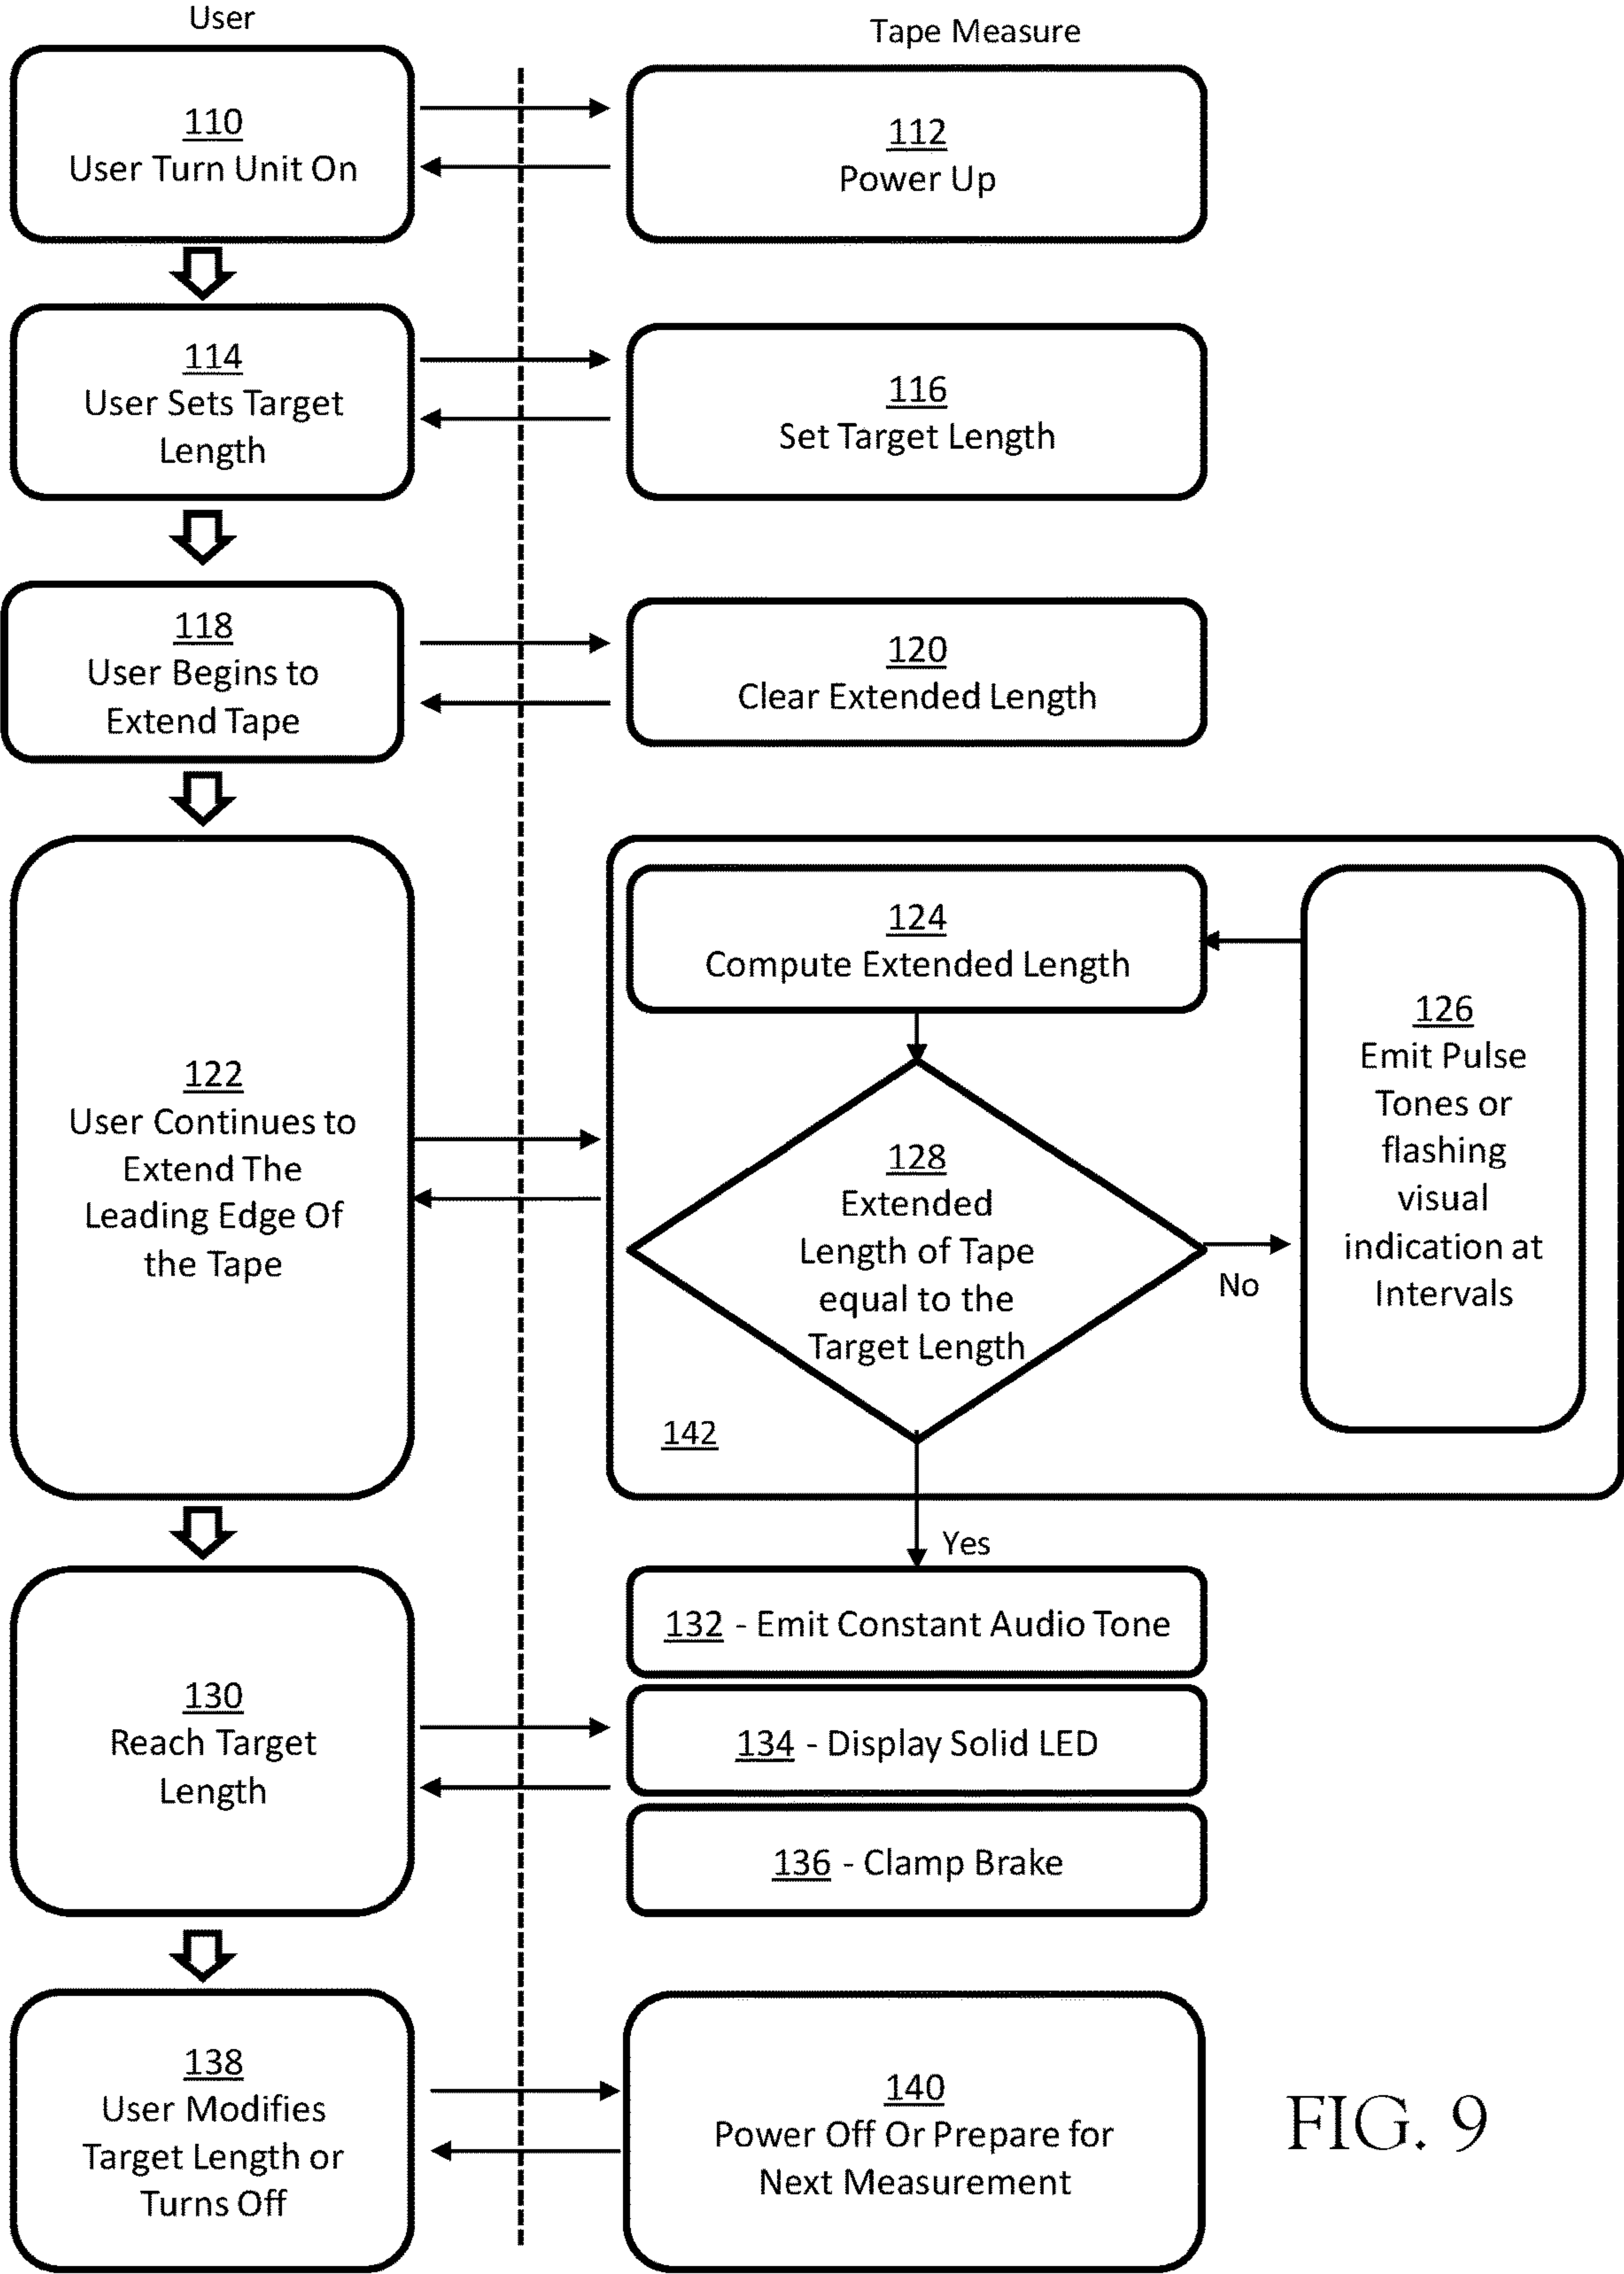 User
Tape Measure
110
User Turn Unit On
112
Power Up
114
User Sets Target
Length
116
Set Target Length
118
User Begins to
Extend Tape
120
Clear Extended Length
122
User Continues to
Extend The
Leading Edge Of
the Tape
124
Compute Extended Length
126
Emit Pulse
Tones or
flashing
visual
indication at
Intervals
128
Extended
Length of Tape
equal to the
Target Length
No
142
Yes
130
Reach Target
Length
132 - Emit Constant Audio Tone
134 - Display Solid LED
136 - Clamp Brake
138
User Modifies
Target Length or
Turns Off
140
Power Off Or Prepare for
Next Measurement
FIG. 9